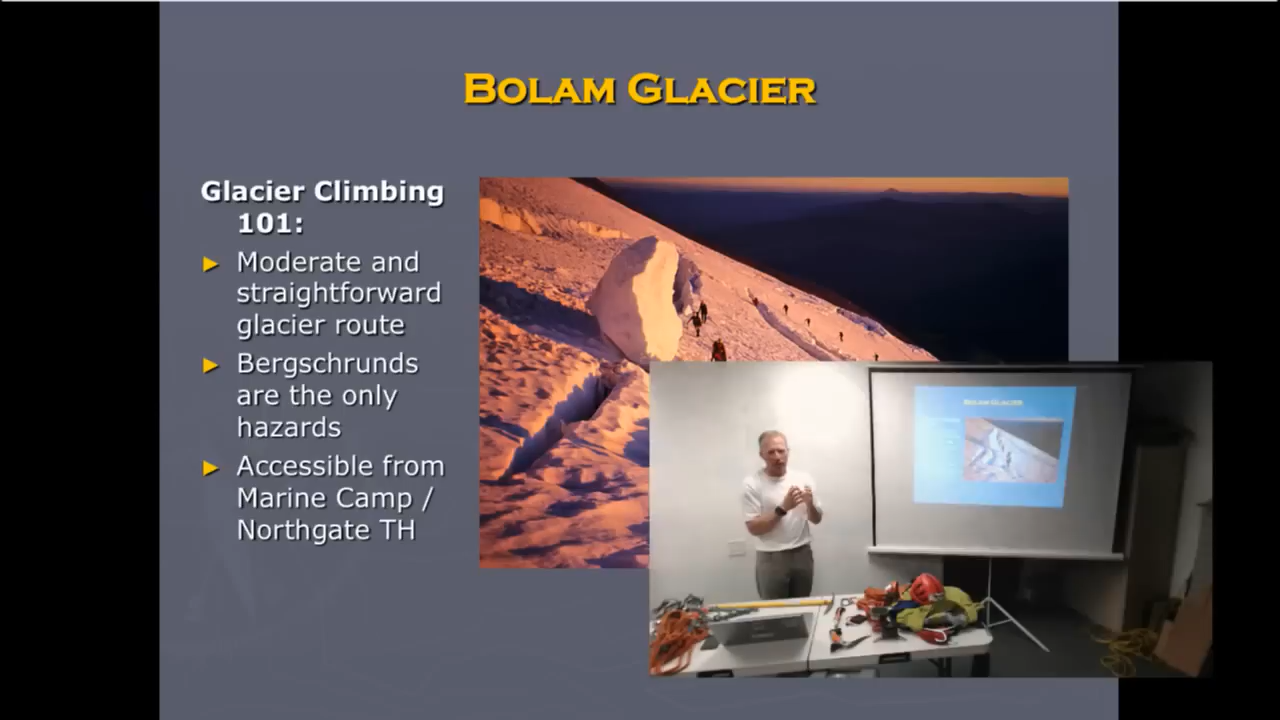 BOLAM GLACIER
Glacier Climbing
101:
► Moderate and
straightforward
glacier route
► Bergschrunds
are the only
hazards
► Accessible from
Marine Camp /
Northgate TH
BOLAM GLACIER